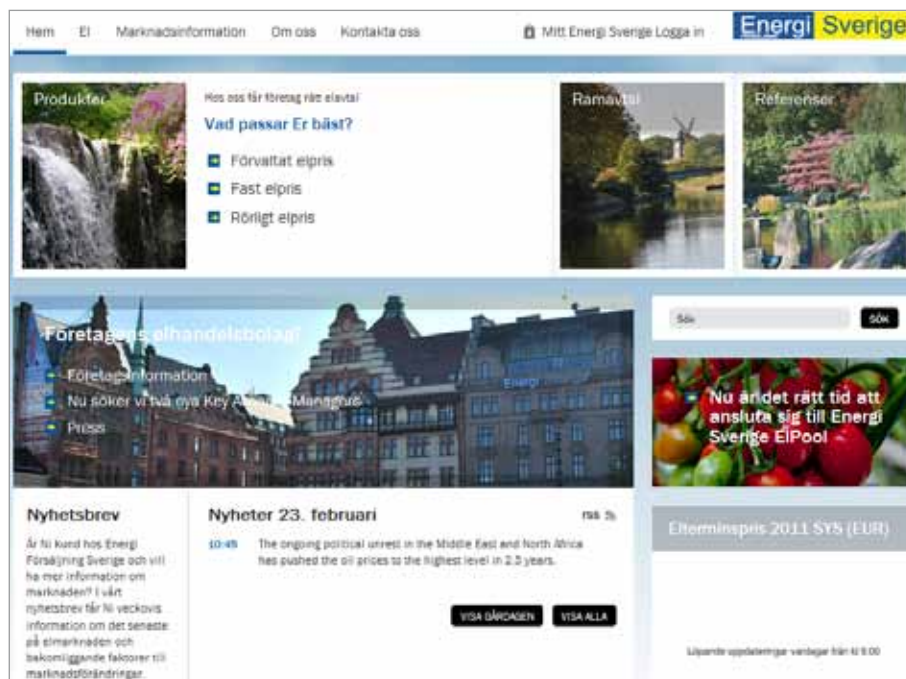 Hem El Marknadsinformation Om oss Kontakta oss Mitt Energi Sverige Logga in Energi Sverige
Produkter
Hos oss får företag rätt elavtal
Vad passar Er bäst?
Förvaltat elpris
Fast elpris
Rörligt elpris
Ramavtal
Referenser
Företagens elhandelsbolag!
Företagsinformation
Nu söker vi två nya Key Account Managers
Press
Energi
Sök SÖK
Nu är det rätt tid att
ansluta sig till Energi
Sverige ElPool
Nyhetsbrev
Är Ni kund hos Energi
Försäljning Sverige och vill
ha mer information om
marknaden? I vårt
nyhetsbrev får Ni veckovis
information om det senaste
på elmarknaden och
bakomliggande faktorer till
marknadsförändringar.
Nyheter 23. februari rss
10:45 The ongoing political unrest in the Middle East and North Africa
has pushed the oil prices to the highest level in 2.5 years.
VISA GÅRDAGEN VISA ALLA
Elterminspris 2011 SYS (EUR)
Löpande uppdateringar vardagar från kl 9.00